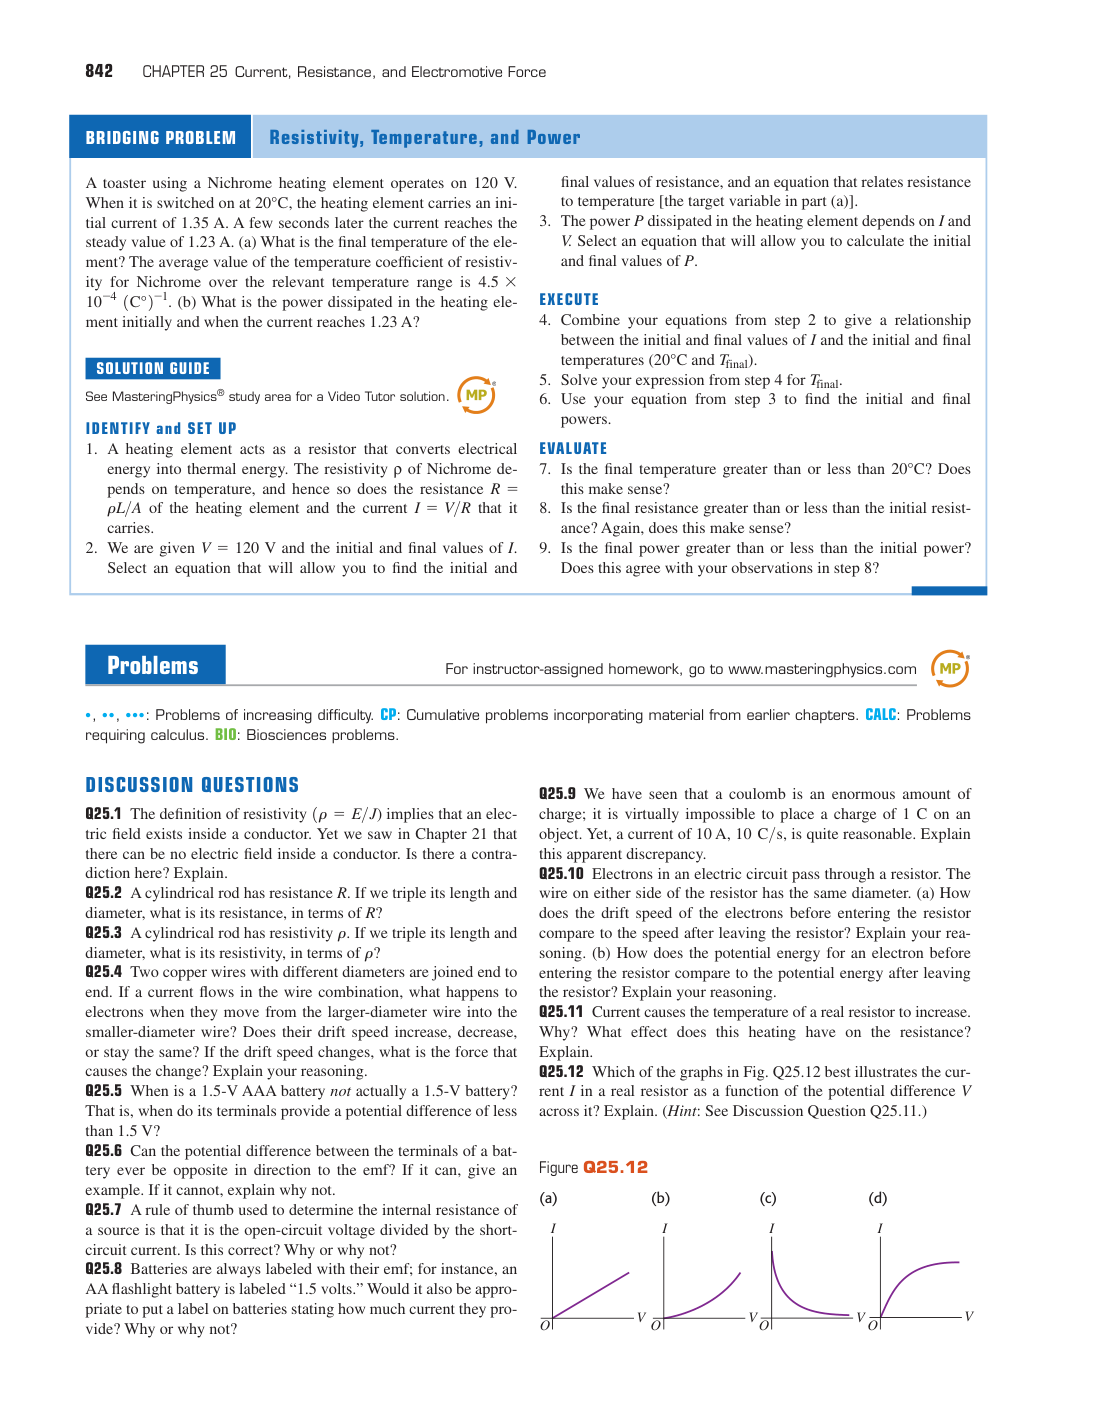 842 CHAPTER 25 Current, Resistance, and Electromotive Force
BRIDGING PROBLEM Resistivity, Temperature, and Power
A toaster using a Nichrome heating element operates on 120 V.
When it is switched on at 20°C, the heating element carries an ini-
tial current of 1.35 A. A few seconds later the current reaches the
steady value of 1.23 A. (a) What is the final temperature of the ele-
ment? The average value of the temperature coefficient of resistiv-
ity for Nichrome over the relevant temperature range is 4.5 ×
10⁻⁴ (C°)⁻¹. (b) What is the power dissipated in the heating ele-
ment initially and when the current reaches 1.23 A?
SOLUTION GUIDE
See MasteringPhysics® study area for a Video Tutor solution. MP®
IDENTIFY and SET UP
1. A heating element acts as a resistor that converts electrical
energy into thermal energy. The resistivity ρ of Nichrome de-
pends on temperature, and hence so does the resistance R =
ρL/A of the heating element and the current I = V/R that it
carries.
2. We are given V = 120 V and the initial and final values of I.
Select an equation that will allow you to find the initial and
final values of resistance, and an equation that relates resistance
to temperature [the target variable in part (a)].
3. The power P dissipated in the heating element depends on I and
V. Select an equation that will allow you to calculate the initial
and final values of P.
EXECUTE
4. Combine your equations from step 2 to give a relationship
between the initial and final values of I and the initial and final
temperatures (20°C and T_final).
5. Solve your expression from step 4 for T_final.
6. Use your equation from step 3 to find the initial and final
powers.
EVALUATE
7. Is the final temperature greater than or less than 20°C? Does
this make sense?
8. Is the final resistance greater than or less than the initial resist-
ance? Again, does this make sense?
9. Is the final power greater than or less than the initial power?
Does this agree with your observations in step 8?
Problems For instructor-assigned homework, go to www.masteringphysics.com MP®
•, ••, •••: Problems of increasing difficulty. CP: Cumulative problems incorporating material from earlier chapters. CALC: Problems
requiring calculus. BIO: Biosciences problems.
DISCUSSION QUESTIONS
Q25.1 The definition of resistivity (ρ = E/J) implies that an elec-
tric field exists inside a conductor. Yet we saw in Chapter 21 that
there can be no electric field inside a conductor. Is there a contra-
diction here? Explain.
Q25.2 A cylindrical rod has resistance R. If we triple its length and
diameter, what is its resistance, in terms of R?
Q25.3 A cylindrical rod has resistivity ρ. If we triple its length and
diameter, what is its resistivity, in terms of ρ?
Q25.4 Two copper wires with different diameters are joined end to
end. If a current flows in the wire combination, what happens to
electrons when they move from the larger-diameter wire into the
smaller-diameter wire? Does their drift speed increase, decrease,
or stay the same? If the drift speed changes, what is the force that
causes the change? Explain your reasoning.
Q25.5 When is a 1.5-V AAA battery not actually a 1.5-V battery?
That is, when do its terminals provide a potential difference of less
than 1.5 V?
Q25.6 Can the potential difference between the terminals of a bat-
tery ever be opposite in direction to the emf? If it can, give an
example. If it cannot, explain why not.
Q25.7 A rule of thumb used to determine the internal resistance of
a source is that it is the open-circuit voltage divided by the short-
circuit current. Is this correct? Why or why not?
Q25.8 Batteries are always labeled with their emf; for instance, an
AA flashlight battery is labeled “1.5 volts.” Would it also be appro-
priate to put a label on batteries stating how much current they pro-
vide? Why or why not?
Q25.9 We have seen that a coulomb is an enormous amount of
charge; it is virtually impossible to place a charge of 1 C on an
object. Yet, a current of 10 A, 10 C/s, is quite reasonable. Explain
this apparent discrepancy.
Q25.10 Electrons in an electric circuit pass through a resistor. The
wire on either side of the resistor has the same diameter. (a) How
does the drift speed of the electrons before entering the resistor
compare to the speed after leaving the resistor? Explain your rea-
soning. (b) How does the potential energy for an electron before
entering the resistor compare to the potential energy after leaving
the resistor? Explain your reasoning.
Q25.11 Current causes the temperature of a real resistor to increase.
Why? What effect does this heating have on the resistance?
Explain.
Q25.12 Which of the graphs in Fig. Q25.12 best illustrates the cur-
rent I in a real resistor as a function of the potential difference V
across it? Explain. (Hint: See Discussion Question Q25.11.)
Figure Q25.12
(a) (b) (c) (d)
I I I I
V V V V
O O O O